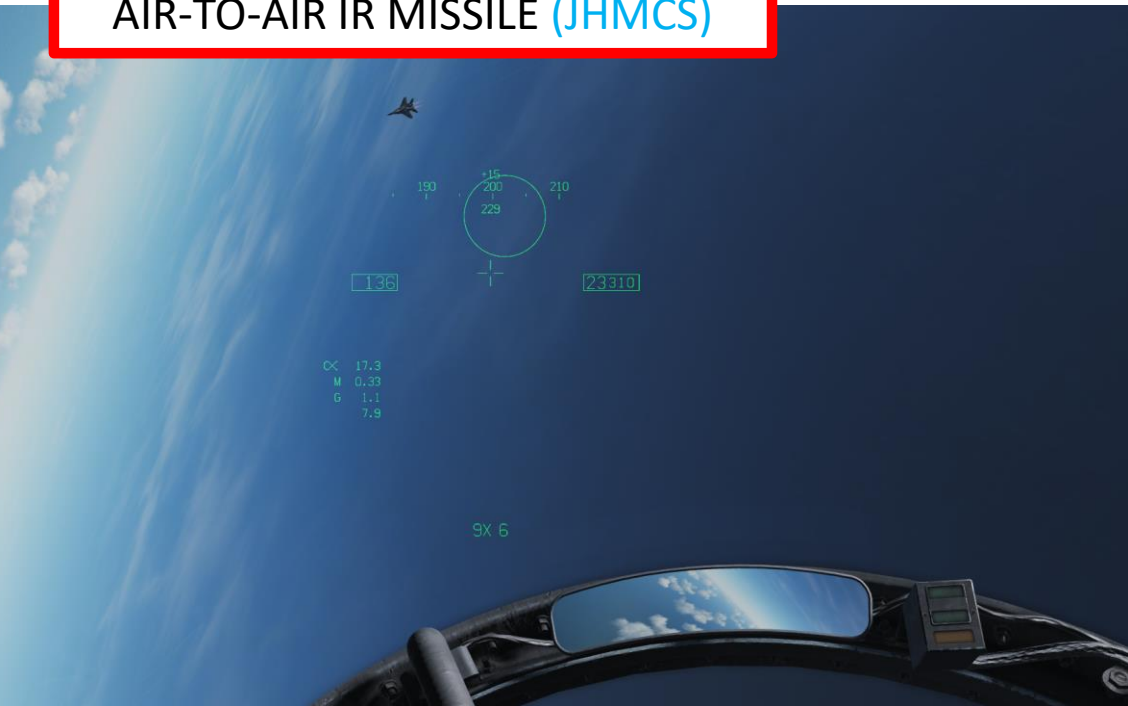 AIR-TO-AIR IR MISSILE (JHMCS)
+15
190 200 210
229
136
23310
α 17.3
M 0.33
G 1.1
7.9
9X 6